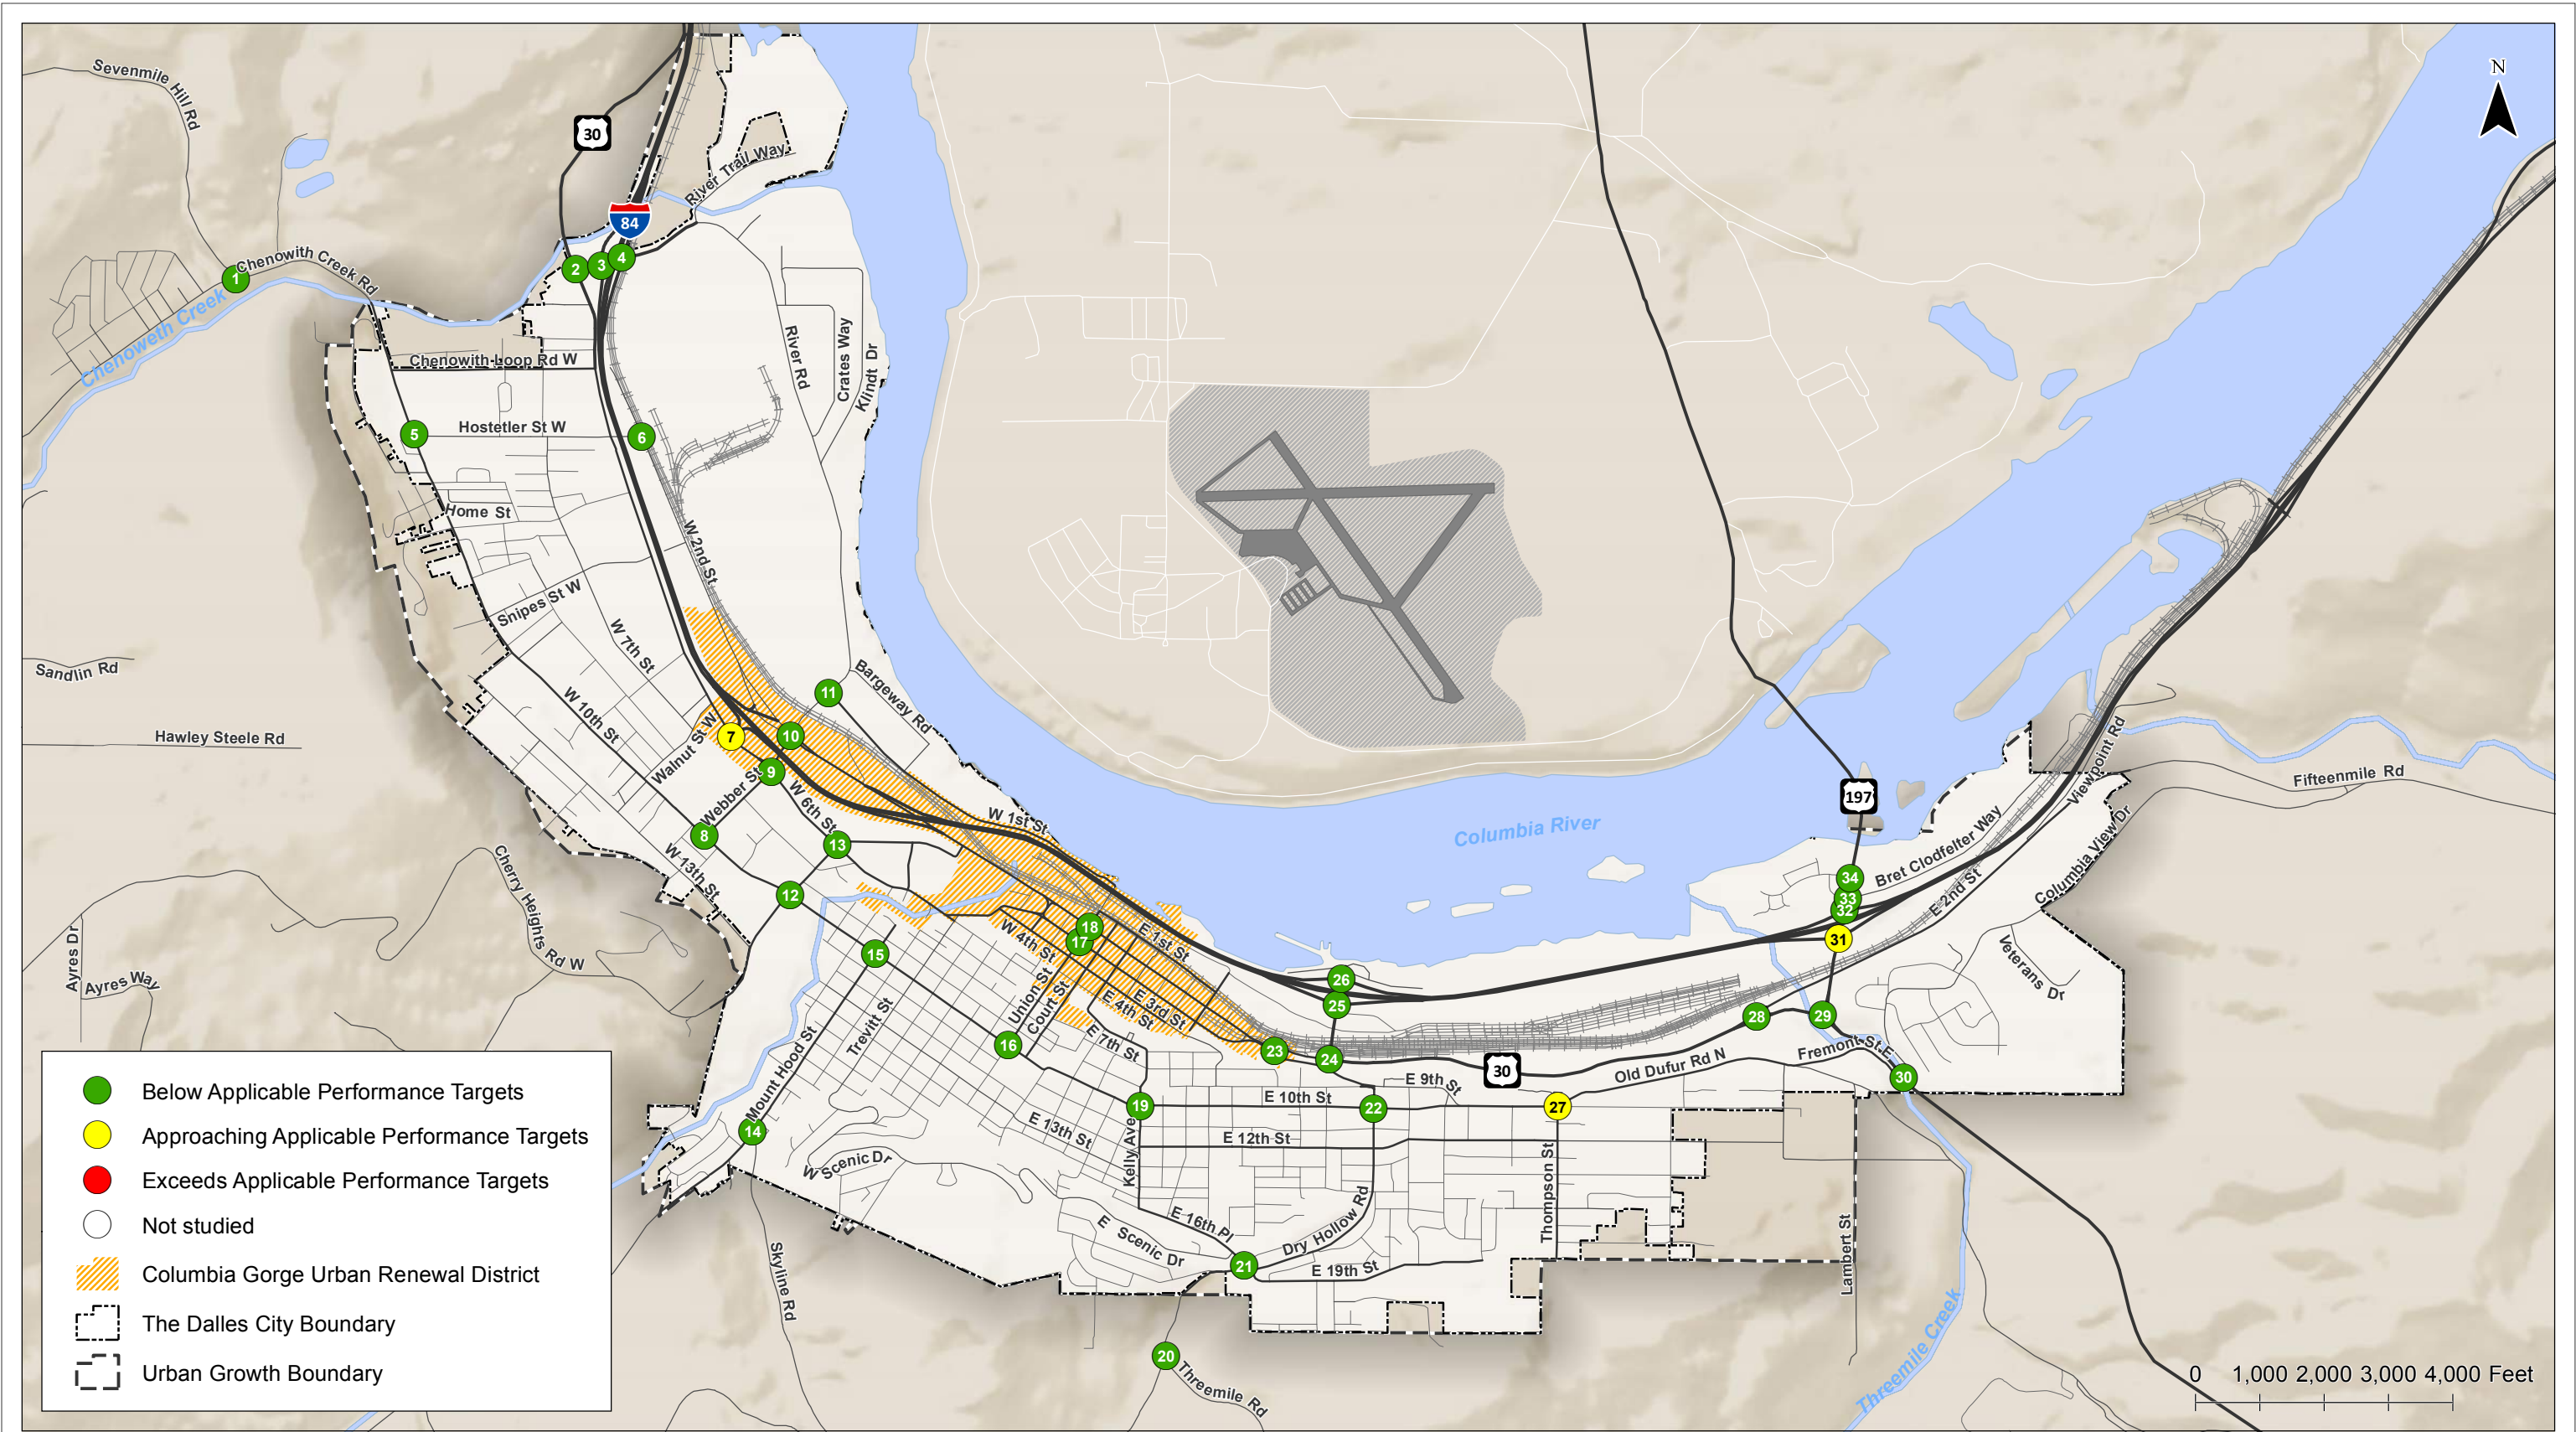 N
Sevenmile Hill Rd
30
River Trail Way
84
Chenowith Creek Rd
1
2
3
4
Chenoweth Creek
Chenowith Loop Rd W
River Rd
Crates Way
Klindt Dr
5
Hostetler St W
6
Home St
W 2nd St
Snipes St W
W 7th St
Sandlin Rd
Hawley Steele Rd
W 10th St
Walnut St W
7
10
11
Bargeway Rd
9
Webber St
W 6th St
8
13
W 1st St
W 13th St
12
Cherry Heights Rd W
Ayres Dr
Ayres Way
15
W 4th St
18
17
E 1st St
Union St
Court St
E 3rd St
E 4th St
E 7th St
16
Trevitt St
Mount Hood St
14
W Scenic Dr
Skyline Rd
E 13th St
19
Kelly Ave
E 10th St
E 12th St
E 9th St
22
23
24
25
26
Columbia River
197
34
33
32
31
Bret Clodfelter Way
E 2nd St
Viewpoint Rd
Columbia View Dr
Fifteenmile Rd
Veterans Dr
28
29
30
30
Old Dufur Rd N
Fremont St E
27
Thompson St
E 16th Pl
E Scenic Dr
Dry Hollow Rd
21
E 19th St
20
Threemile Rd
Lambert St
Threemile Creek
Below Applicable Performance Targets
Approaching Applicable Performance Targets
Exceeds Applicable Performance Targets
Not studied
Columbia Gorge Urban Renewal District
The Dalles City Boundary
Urban Growth Boundary
0 1,000 2,000 3,000 4,000 Feet